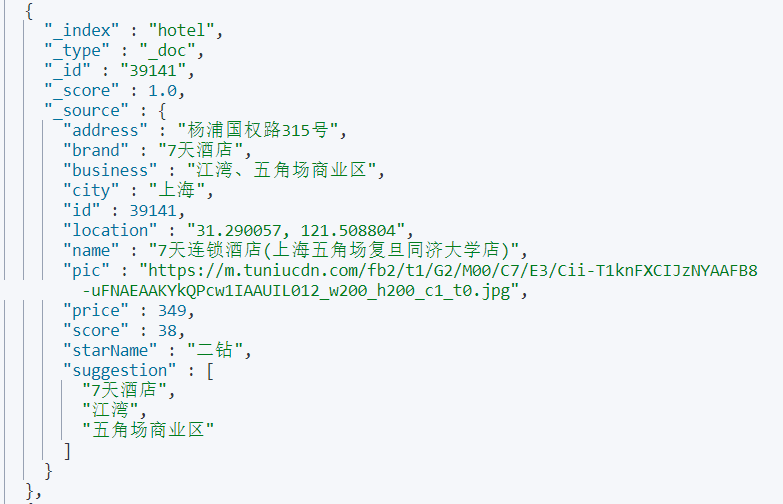 {
"_index" : "hotel",
"_type" : "_doc",
"_id" : "39141",
"_score" : 1.0,
"_source" : {
"address" : "杨浦国权路315号",
"brand" : "7天酒店",
"business" : "江湾、五角场商业区",
"city" : "上海",
"id" : 39141,
"location" : "31.290057, 121.508804",
"name" : "7天连锁酒店(上海五角场复旦同济大学店)",
"pic" : "https://m.tuniucdn.com/fb2/t1/G2/M00/C7/E3/Cii-T1knFXCIJzNYAAFB8
-uFNAEAAKYkQPcw1IAAUIL012_w200_h200_c1_t0.jpg",
"price" : 349,
"score" : 38,
"starName" : "二钻",
"suggestion" : [
"7天酒店",
"江湾",
"五角场商业区"
]
}
},